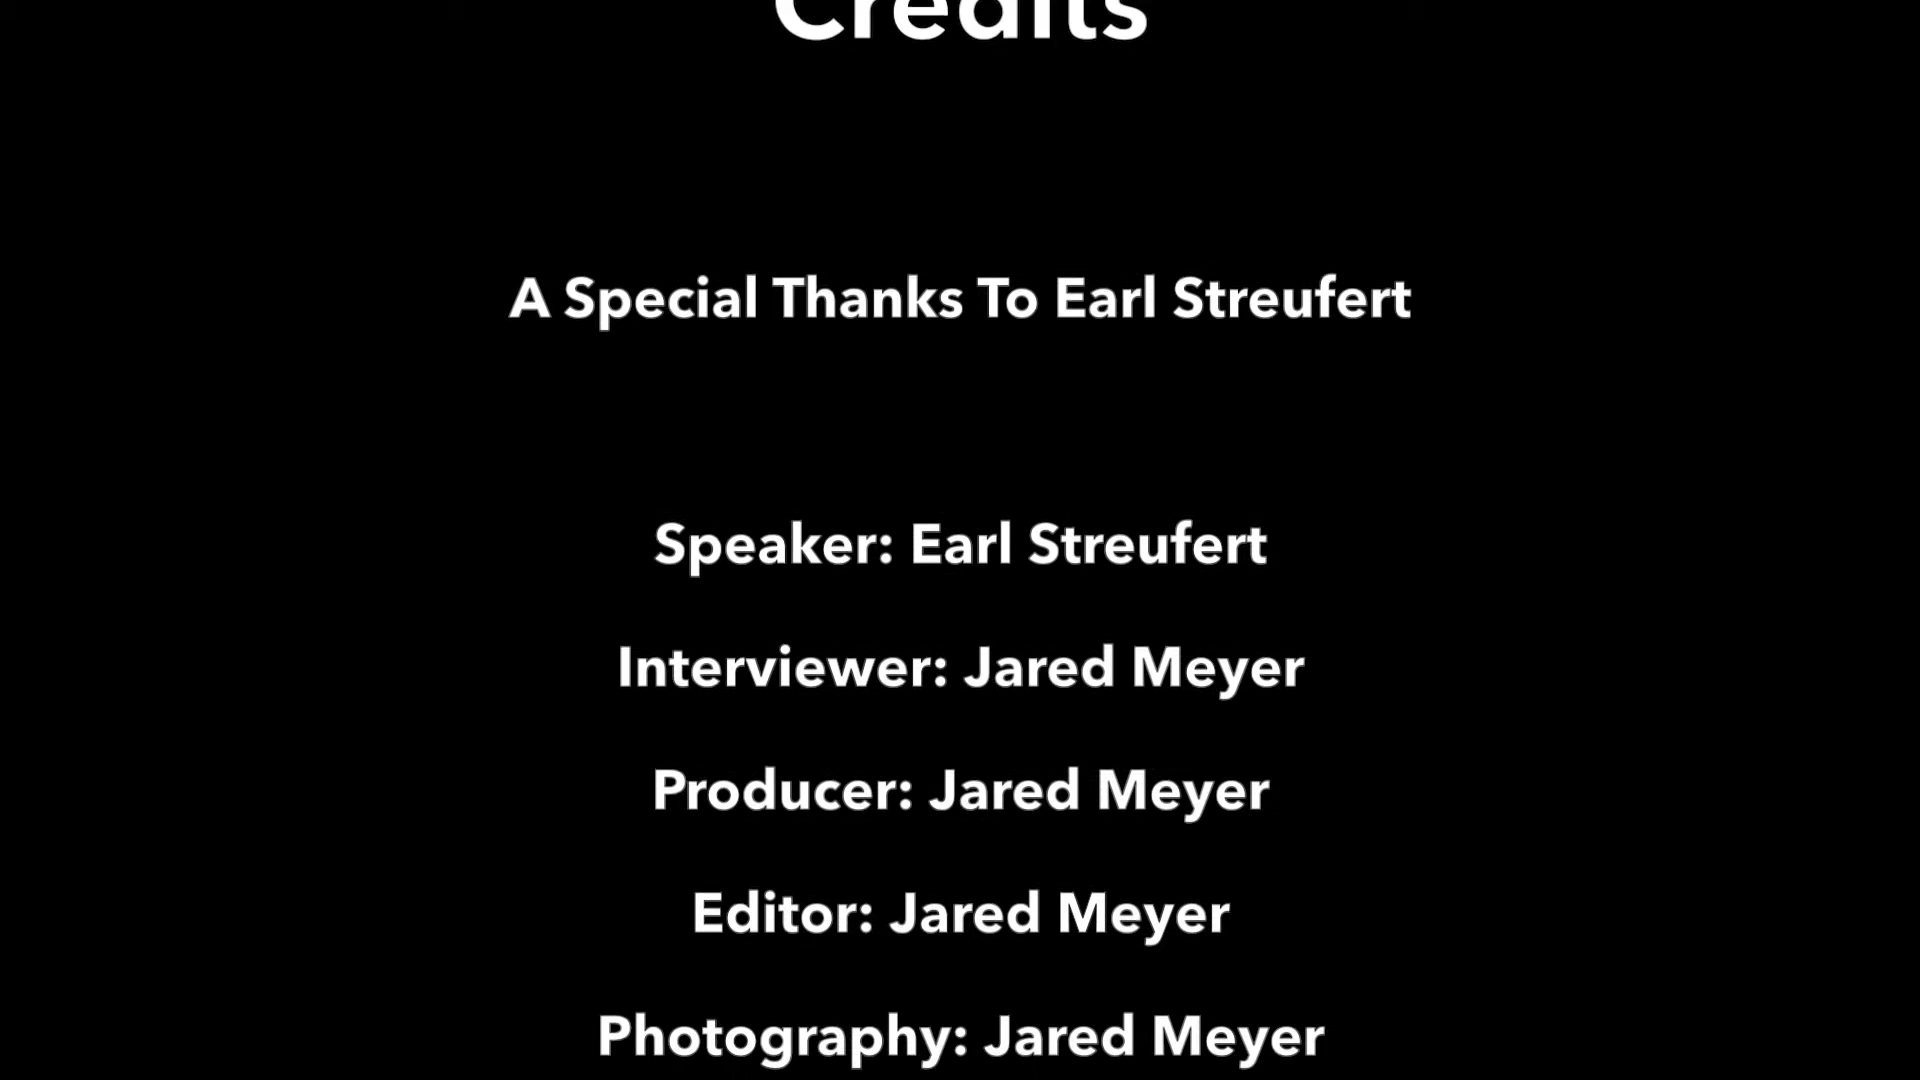 Credits
A Special Thanks To Earl Streufert
Speaker: Earl Streufert
Interviewer: Jared Meyer
Producer: Jared Meyer
Editor: Jared Meyer
Photography: Jared Meyer